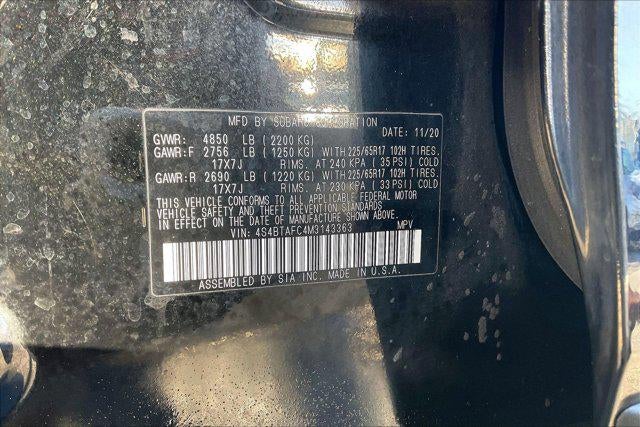 MFD BY SUBARU CORPORATION
GVWR: 4850 LB (2200 KG) DATE: 11/20
GAWR:F 2756 LB (1250 KG) WITH 225/65R17 102H TIRES.
17X7J RIMS. AT 240 KPA (35 PSI) COLD
GAWR:R 2690 LB (1220 KG) WITH 225/65R17 102H TIRES.
17X7J RIMS. AT 230 KPA (33 PSI) COLD
THIS VEHICLE CONFORMS TO ALL APPLICABLE FEDERAL MOTOR
VEHICLE SAFETY AND THEFT PREVENTION STANDARDS
IN EFFECT ON THE DATE OF MANUFACTURE SHOWN ABOVE.
VIN: 4S4BTAFC4M3143363 MPV
ASSEMBLED BY SIA INC. MADE IN U.S.A.